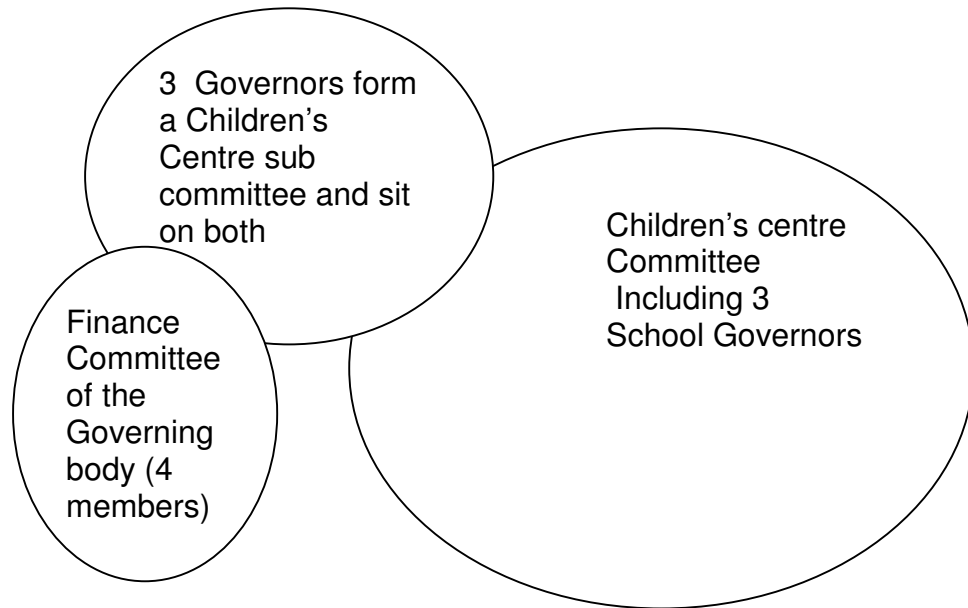 3 Governors form
a Children's
Centre sub
committee and sit
on both
Children's centre
Committee
Including 3
School Governors
Finance
Committee
of the
Governing
body (4
members)